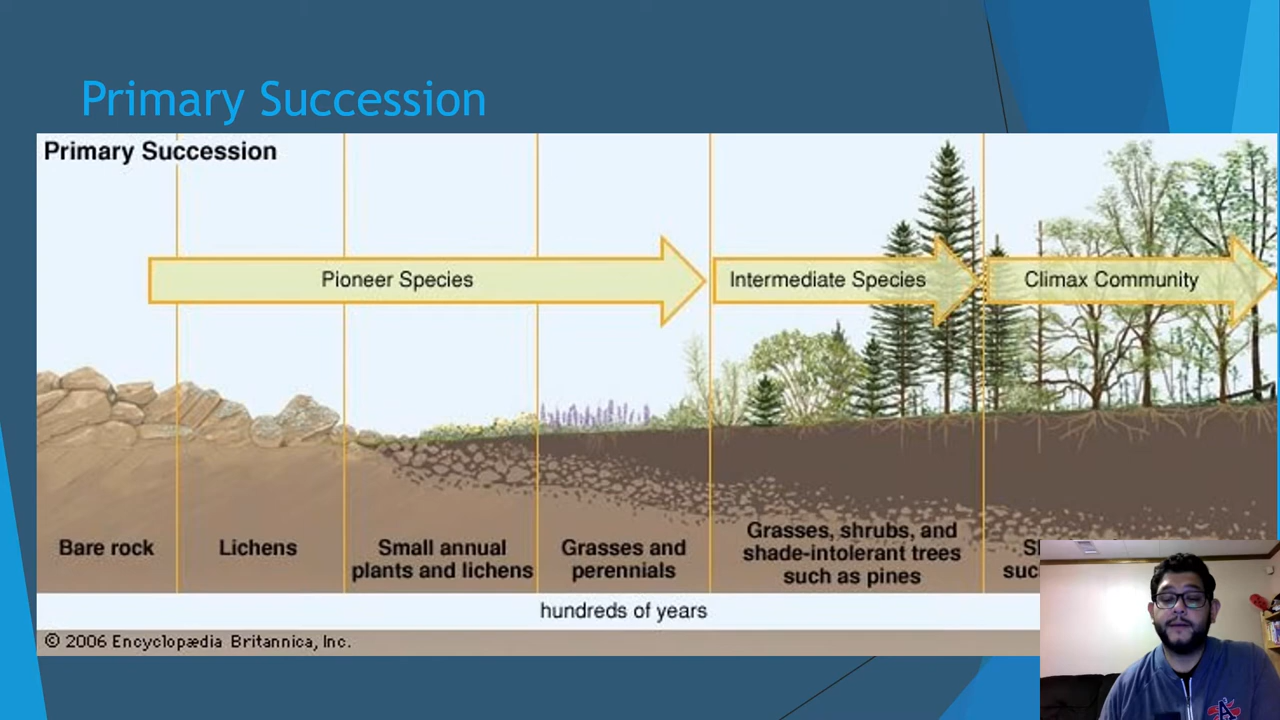 Primary Succession
Primary Succession
Pioneer Species
Intermediate Species
Climax Community
Bare rock
Lichens
Small annual
plants and lichens
Grasses and
perennials
Grasses, shrubs, and
shade-intolerant trees
such as pines
hundreds of years
© 2006 Encyclopædia Britannica, Inc.